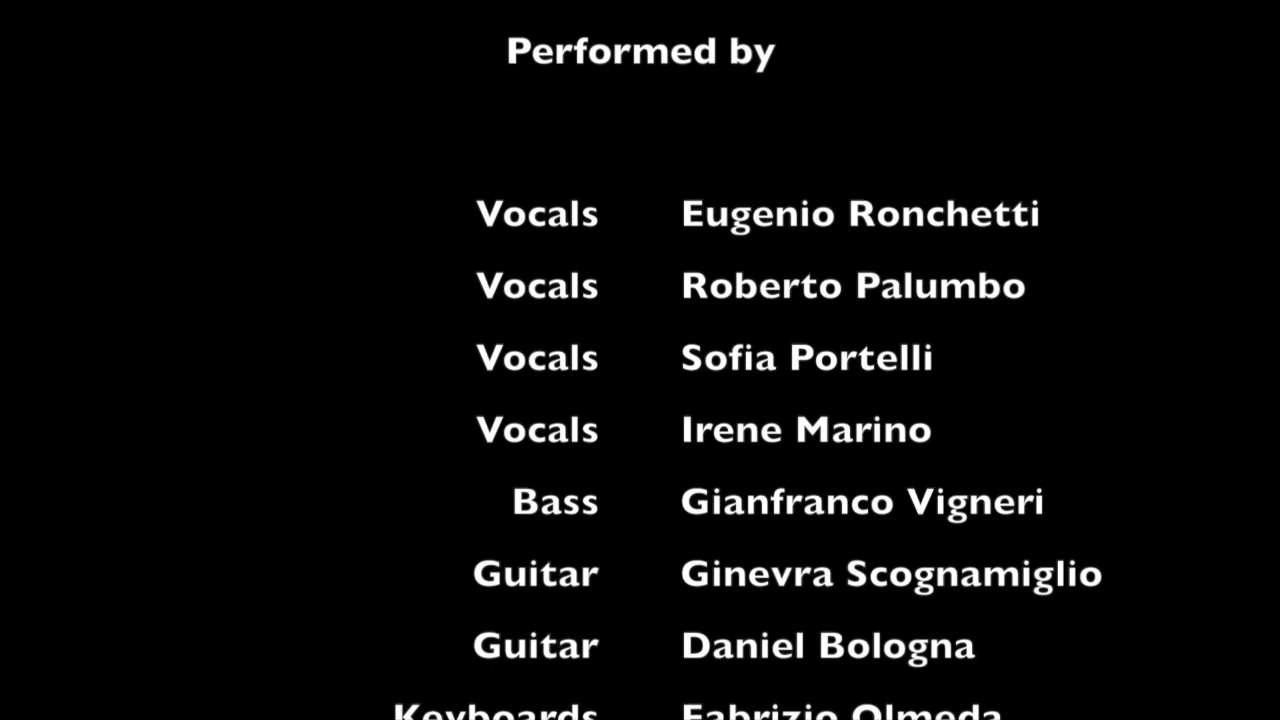 Performed by
Vocals Eugenio Ronchetti
Vocals Roberto Palumbo
Vocals Sofia Portelli
Vocals Irene Marino
Bass Gianfranco Vigneri
Guitar Ginevra Scognamiglio
Guitar Daniel Bologna
Keyboards Fabrizio Olmeda